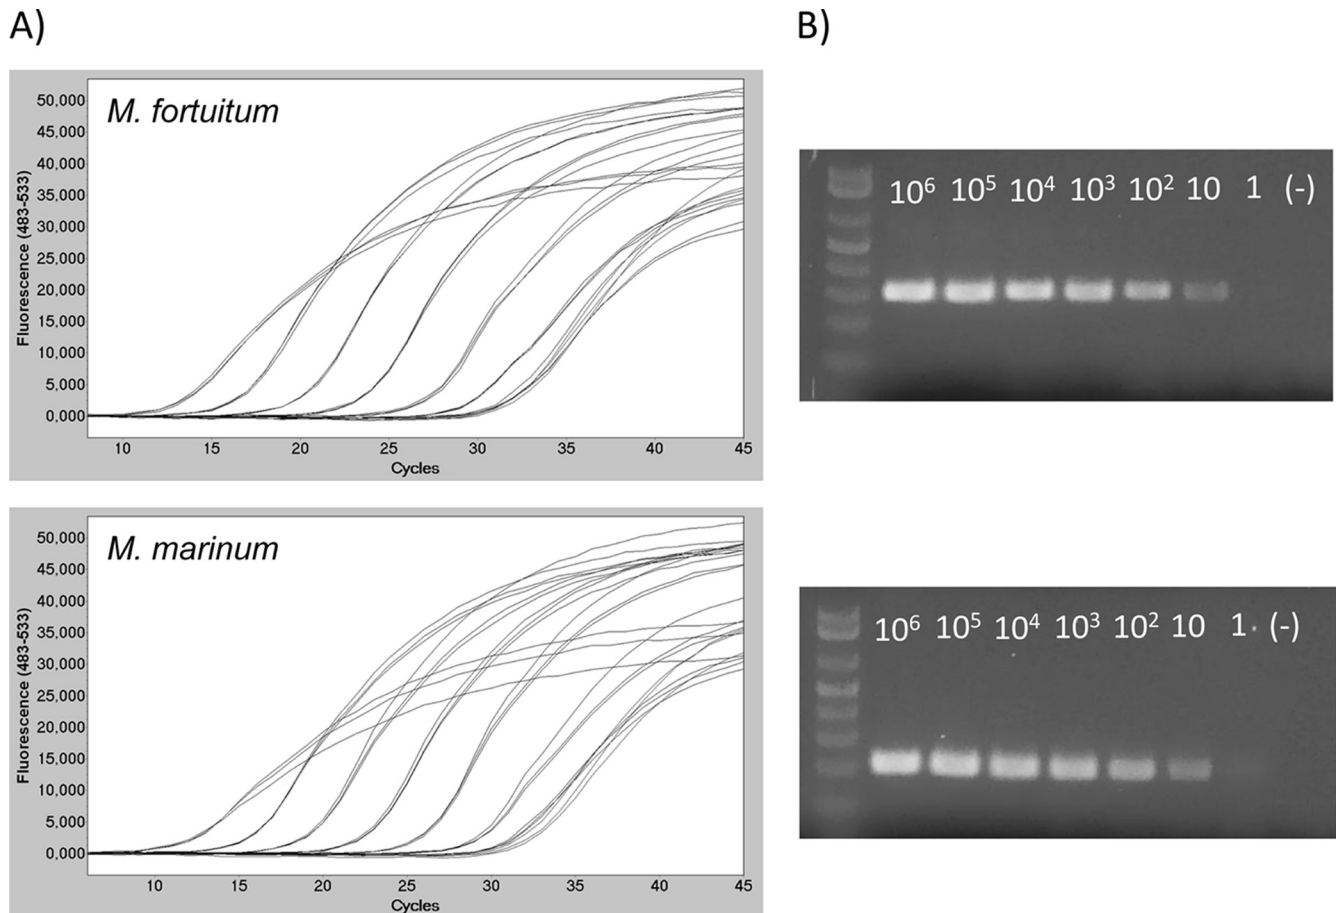 A)
B)
M. fortuitum
Fluorescence (483-533)
50,000
45,000
40,000
35,000
30,000
25,000
20,000
15,000
10,000
5,000
0,000
10 15 20 25 30 35 40 45
Cycles
10⁶ 10⁵ 10⁴ 10³ 10² 10 1 (-)
M. marinum
Fluorescence (483-533)
50,000
45,000
40,000
35,000
30,000
25,000
20,000
15,000
10,000
5,000
0,000
10 15 20 25 30 35 40 45
Cycles
10⁶ 10⁵ 10⁴ 10³ 10² 10 1 (-)